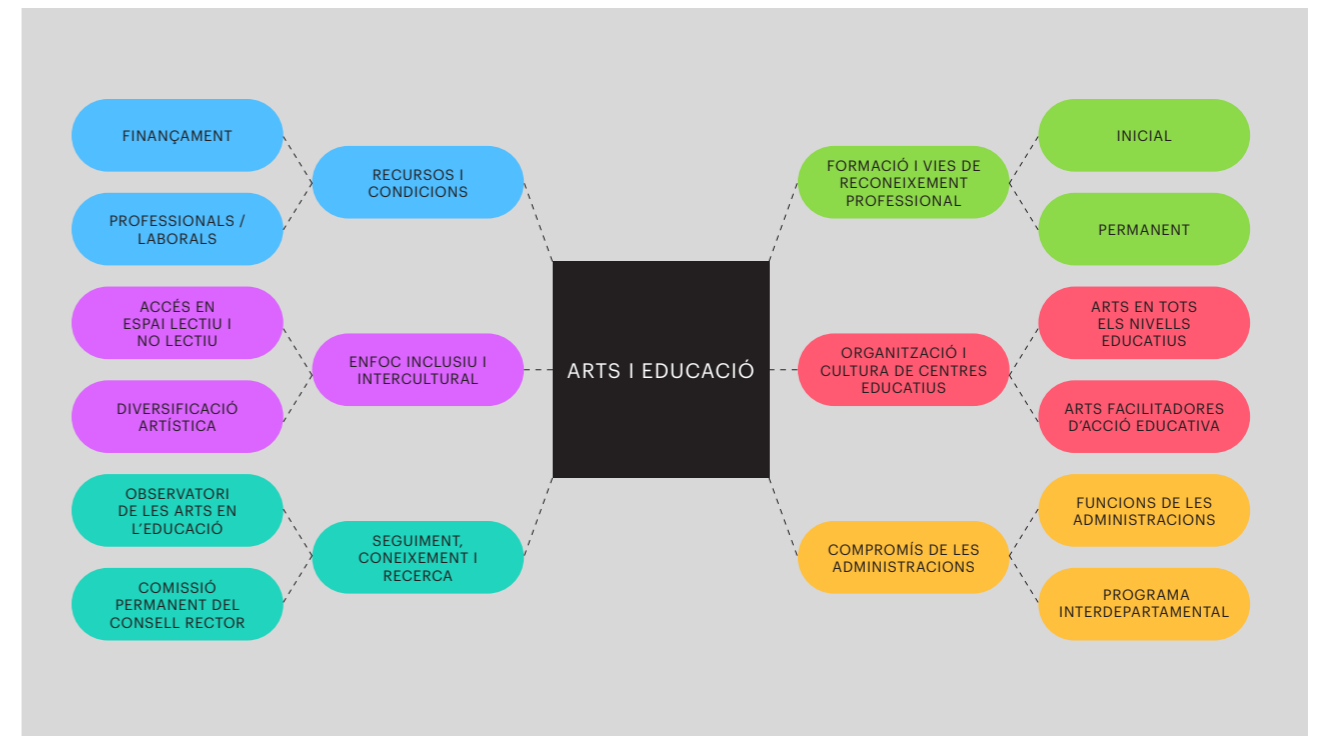 FINANÇAMENT
PROFESSIONALS /
LABORALS
RECURSOS I
CONDICIONS
ACCÉS EN
ESPAI LECTIU I
NO LECTIU
DIVERSIFICACIÓ
ARTÍSTICA
ENFOC INCLUSIU I
INTERCULTURAL
OBSERVATORI
DE LES ARTS EN
L’EDUCACIÓ
COMISSIÓ
PERMANENT DEL
CONSELL RECTOR
SEGUIMENT,
CONEIXEMENT I
RECERCA
ARTS I EDUCACIÓ
FORMACIÓ I VIES DE
RECONEIXEMENT
PROFESSIONAL
INICIAL
PERMANENT
ORGANITZACIÓ I
CULTURA DE CENTRES
EDUCATIUS
ARTS EN TOTS
ELS NIVELLS
EDUCATIUS
ARTS FACILITADORES
D’ACCIÓ EDUCATIVA
COMPROMÍS DE LES
ADMINISTRACIONS
FUNCIONS DE LES
ADMINISTRACIONS
PROGRAMA
INTERDEPARTAMENTAL